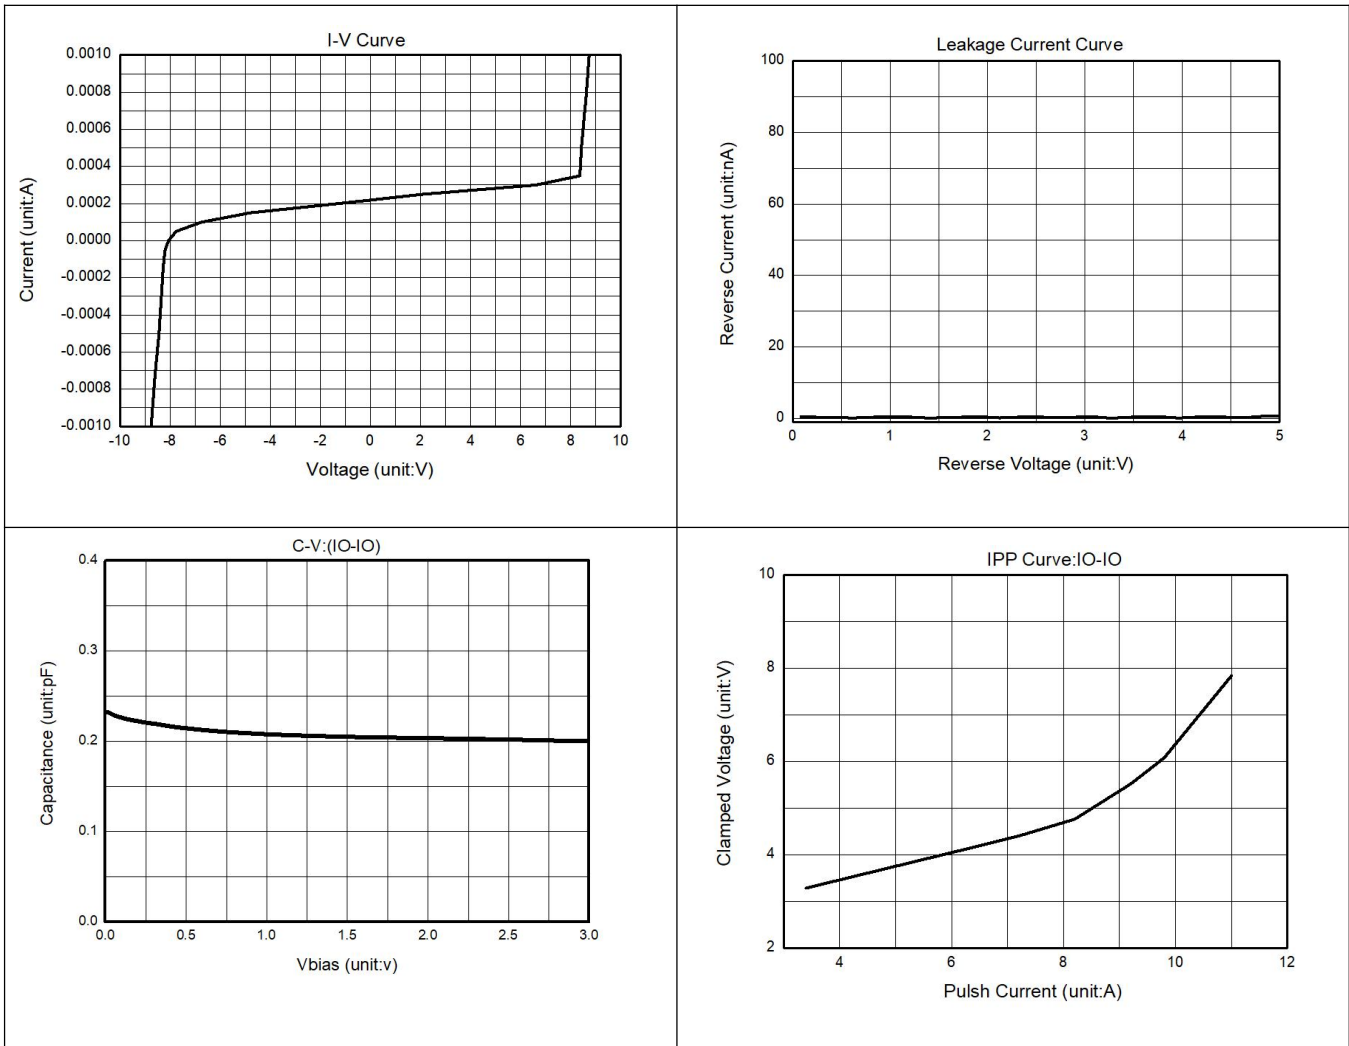 I-V Curve
0.0010
0.0008
0.0006
0.0004
0.0002
0.0000
-0.0002
-0.0004
-0.0006
-0.0008
-0.0010
Current (unit:A)
-10 -8 -6 -4 -2 0 2 4 6 8 10
Voltage (unit:V)
Leakage Current Curve
100
80
60
40
20
0
Reverse Current (unit:nA)
0 1 2 3 4 5
Reverse Voltage (unit:V)
C-V:(IO-IO)
0.4
0.3
0.2
0.1
0.0
Capacitance (unit:pF)
0.0 0.5 1.0 1.5 2.0 2.5 3.0
Vbias (unit:v)
IPP Curve:IO-IO
10
8
6
4
2
Clamped Voltage (unit:V)
4 6 8 10 12
Pulsh Current (unit:A)